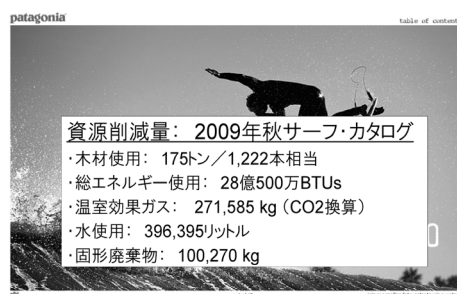 patagonia
table of content
資源削減量： 2009年秋サーフ・カタログ
・木材使用： 175トン／1,222本相当
・総エネルギー使用： 28億500万BTUs
・温室効果ガス： 271,585 kg （CO2換算）
・水使用： 396,395リットル
・固形廃棄物： 100,270 kg